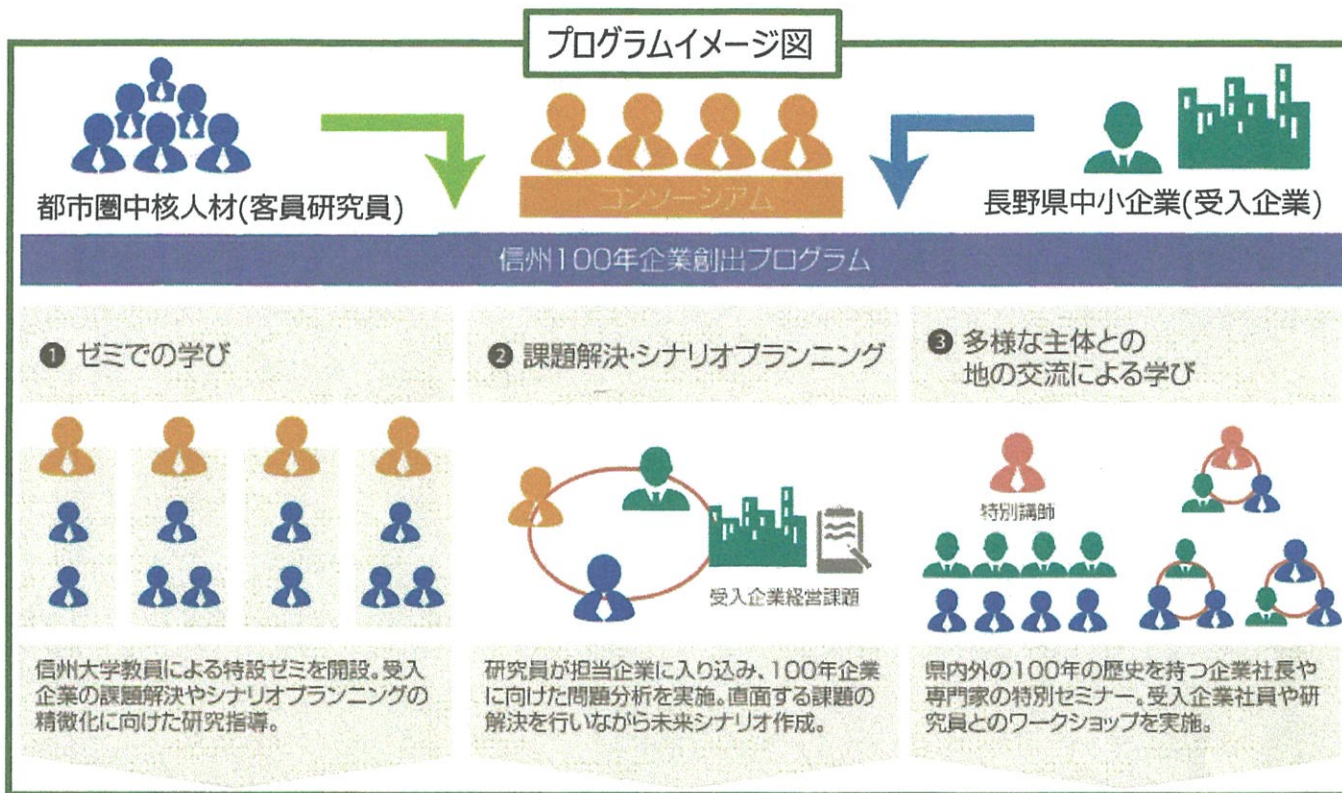 プログラムイメージ図
都市圏中核人材(客員研究員)
コンソーシアム
長野県中小企業(受入企業)
信州100年企業創出プログラム
❶ ゼミでの学び
❷ 課題解決・シナリオプランニング
❸ 多様な主体との
地の交流による学び
受入企業経営課題
特別講師
信州大学教員による特設ゼミを開設。受入
企業の課題解決やシナリオプランニングの
精微化に向けた研究指導。
研究員が担当企業に入り込み、100年企業
に向けた問題分析を実施。直面する課題の
解決を行いながら未来シナリオ作成。
県内外の100年の歴史を持つ企業社長や
専門家の特別セミナー。受入企業社員や研
究員とのワークショップを実施。